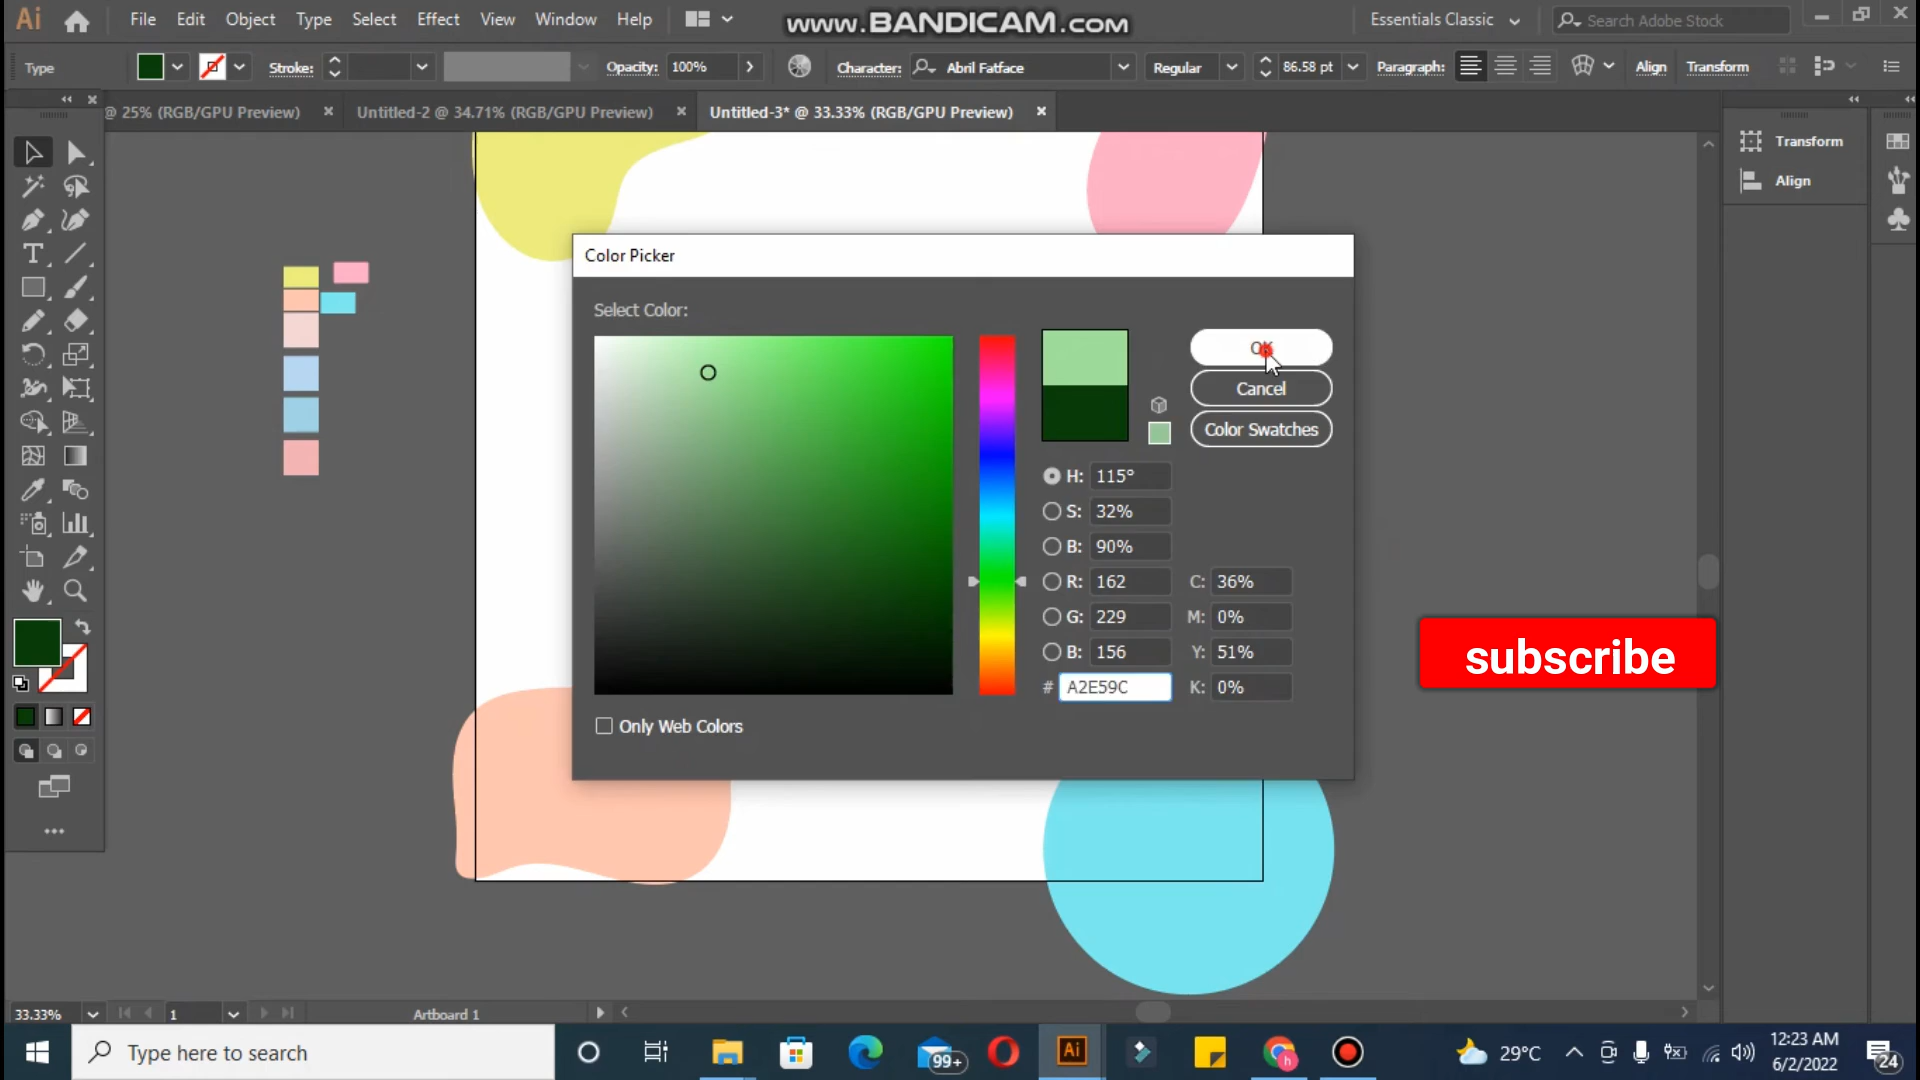 Ai File Edit Object Type Select Effect View Window Help www.BANDICAM.com Essentials Classic Search Adobe Stock
Type Stroke: Opacity: 100% Character: Abril Fatface Regular 86.58 pt Paragraph: Align Transform
@ 25% (RGB/GPU Preview) Untitled-2 @ 34.71% (RGB/GPU Preview) Untitled-3* @ 33.33% (RGB/GPU Preview)
Transform
Align
Color Picker
Select Color:
OK
Cancel
Color Swatches
H: 115°
S: 32%
B: 90%
R: 162 C: 36%
G: 229 M: 0%
B: 156 Y: 51%
# A2E59C K: 0%
Only Web Colors
subscribe
33.33% 1 Artboard 1
Type here to search 99+ Ai 29°C 12:23 AM
6/2/2022 24